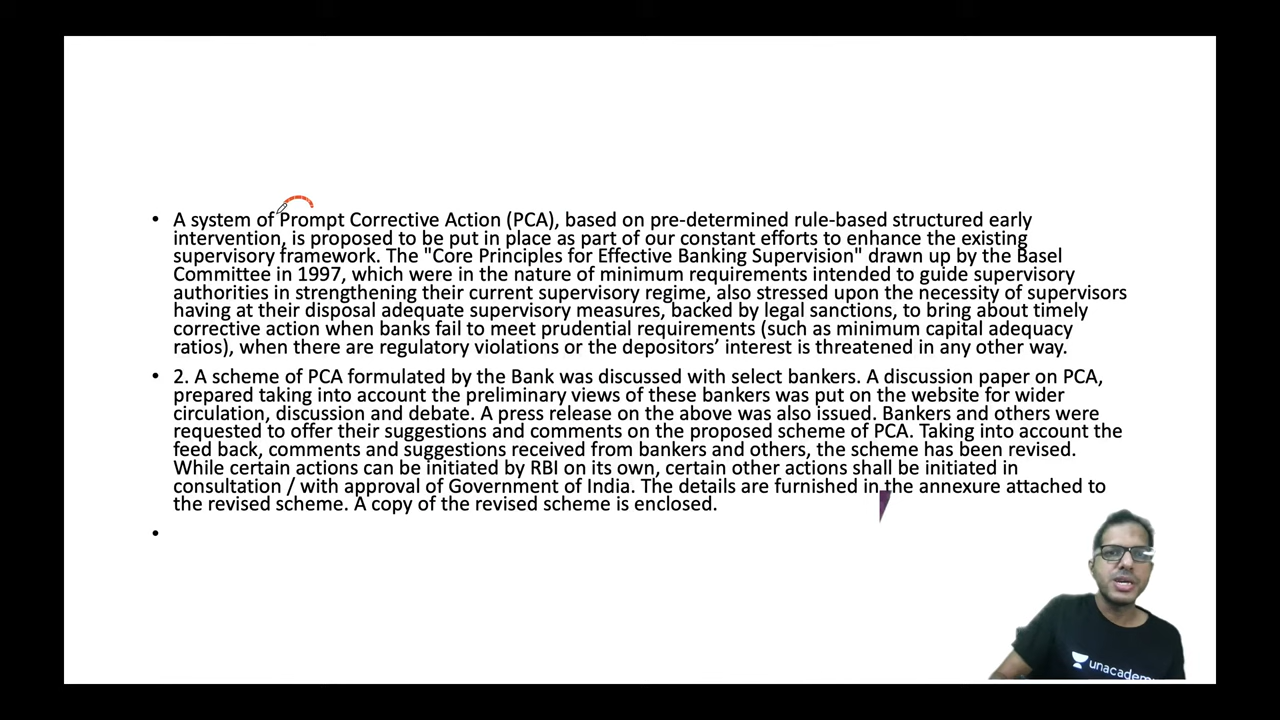 • A system of Prompt Corrective Action (PCA), based on pre-determined rule-based structured early
intervention, is proposed to be put in place as part of our constant efforts to enhance the existing
supervisory framework. The "Core Principles for Effective Banking Supervision" drawn up by the Basel
Committee in 1997, which were in the nature of minimum requirements intended to guide supervisory
authorities in strengthening their current supervisory regime, also stressed upon the necessity of supervisors
having at their disposal adequate supervisory measures, backed by legal sanctions, to bring about timely
corrective action when banks fail to meet prudential requirements (such as minimum capital adequacy
ratios), when there are regulatory violations or the depositors’ interest is threatened in any other way.
• 2. A scheme of PCA formulated by the Bank was discussed with select bankers. A discussion paper on PCA,
prepared taking into account the preliminary views of these bankers was put on the website for wider
circulation, discussion and debate. A press release on the above was also issued. Bankers and others were
requested to offer their suggestions and comments on the proposed scheme of PCA. Taking into account the
feed back, comments and suggestions received from bankers and others, the scheme has been revised.
While certain actions can be initiated by RBI on its own, certain other actions shall be initiated in
consultation / with approval of Government of India. The details are furnished in the annexure attached to
the revised scheme. A copy of the revised scheme is enclosed.
•
unacadem